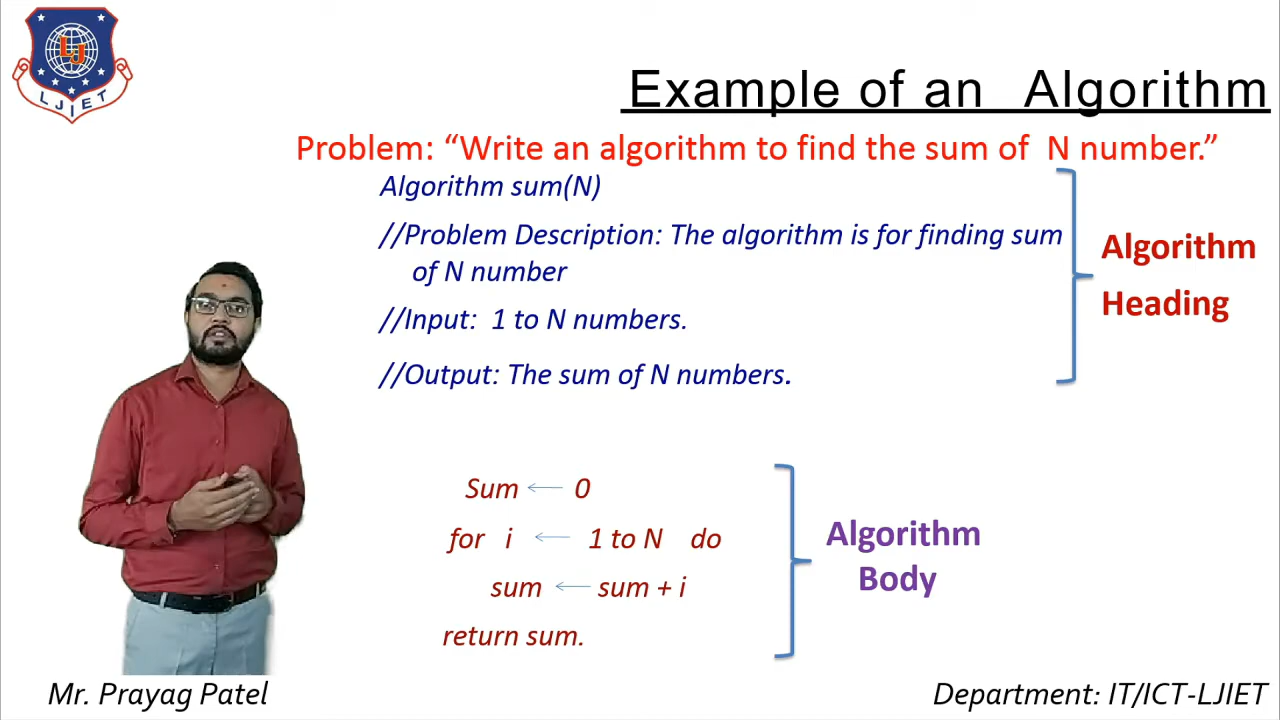 LJ
LJIET
Example of an Algorithm
Problem: “Write an algorithm to find the sum of N number.”
Algorithm sum(N)
//Problem Description: The algorithm is for finding sum
of N number
//Input: 1 to N numbers.
//Output: The sum of N numbers.
Algorithm
Heading
Sum ← 0
for i ← 1 to N do
sum ← sum + i
return sum.
Algorithm
Body
Mr. Prayag Patel
Department: IT/ICT-LJIET